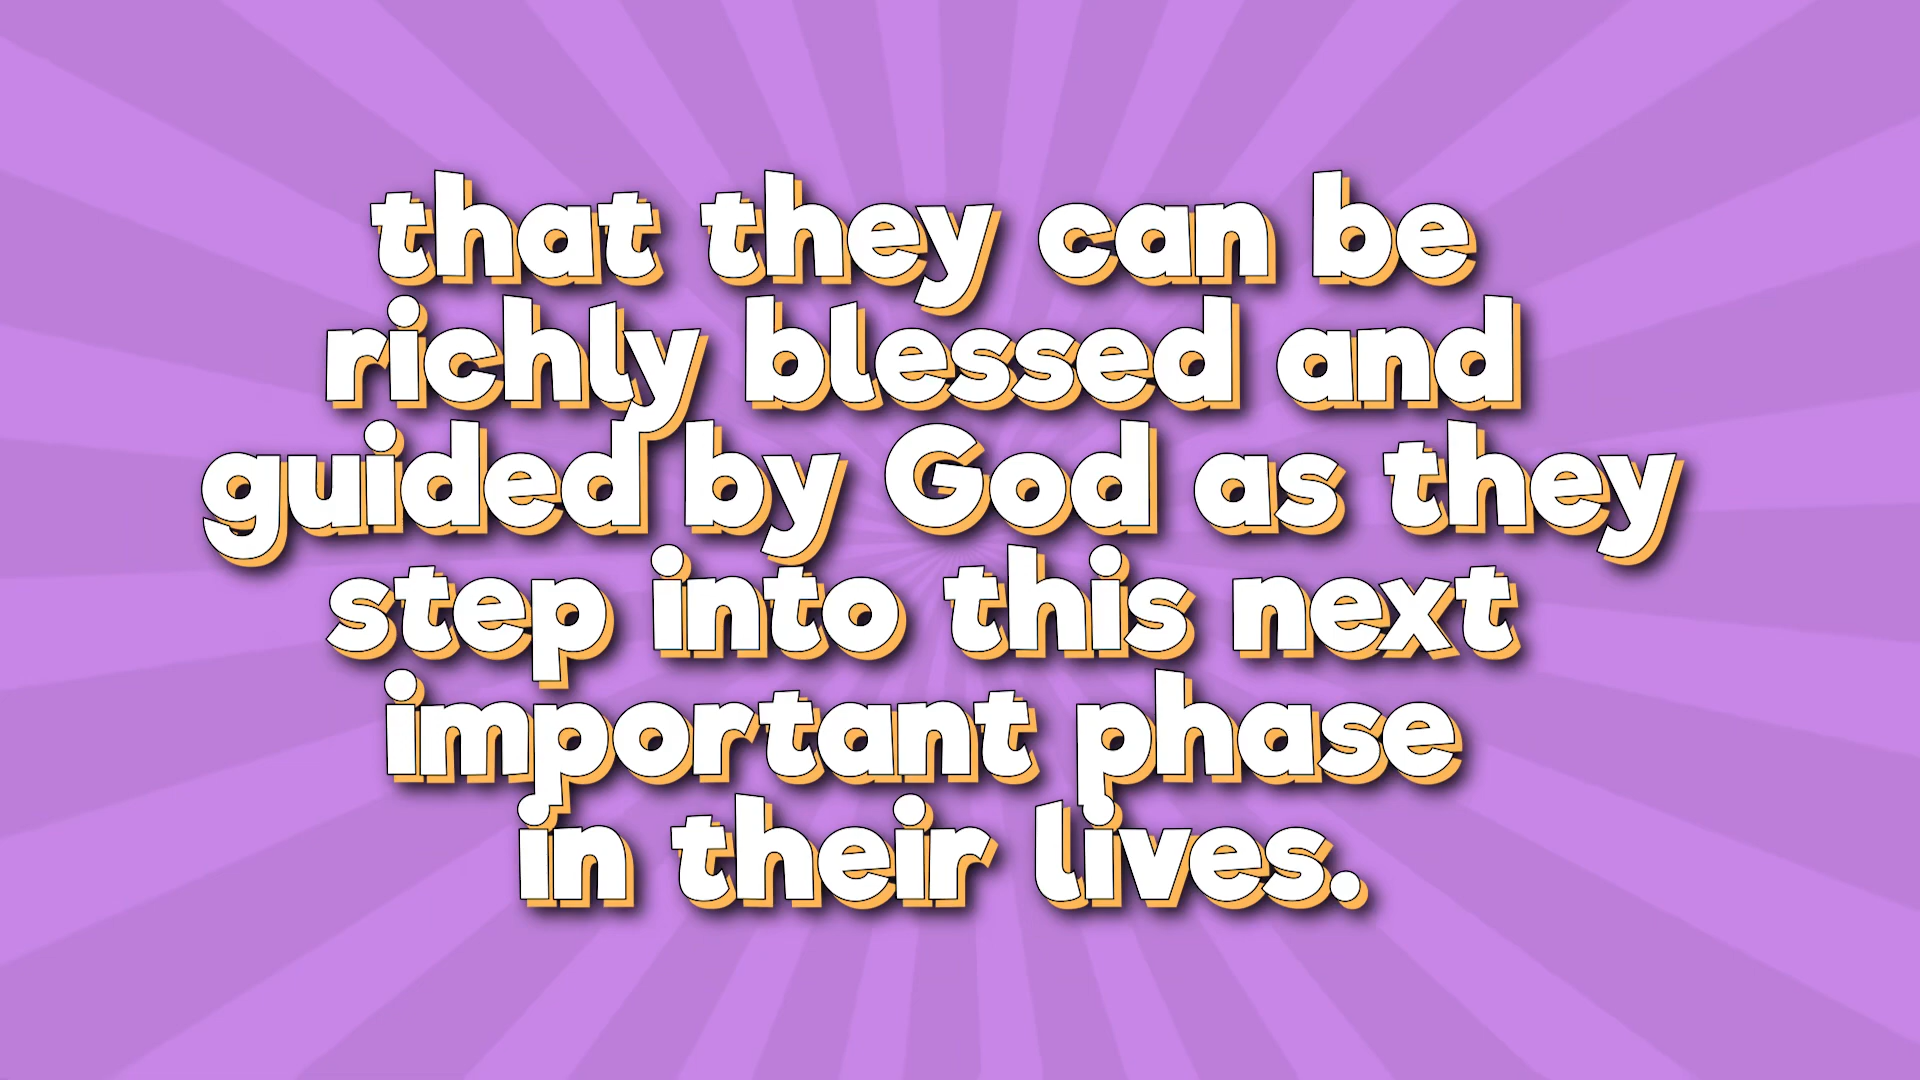 that they can be
richly blessed and
guided by God as they
step into this next
important phase
in their lives.